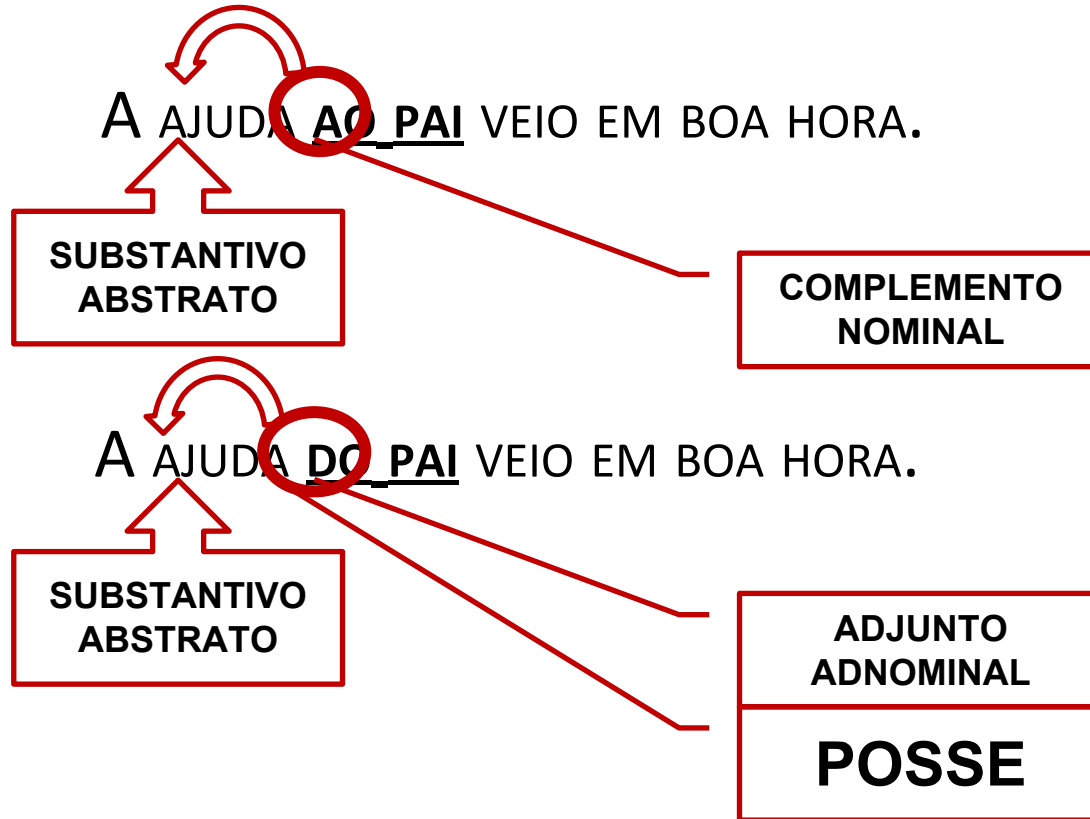 A AJUDA AO PAI VEIO EM BOA HORA.
SUBSTANTIVO
ABSTRATO
COMPLEMENTO
NOMINAL
A AJUDA DO PAI VEIO EM BOA HORA.
SUBSTANTIVO
ABSTRATO
ADJUNTO
ADNOMINAL
POSSE